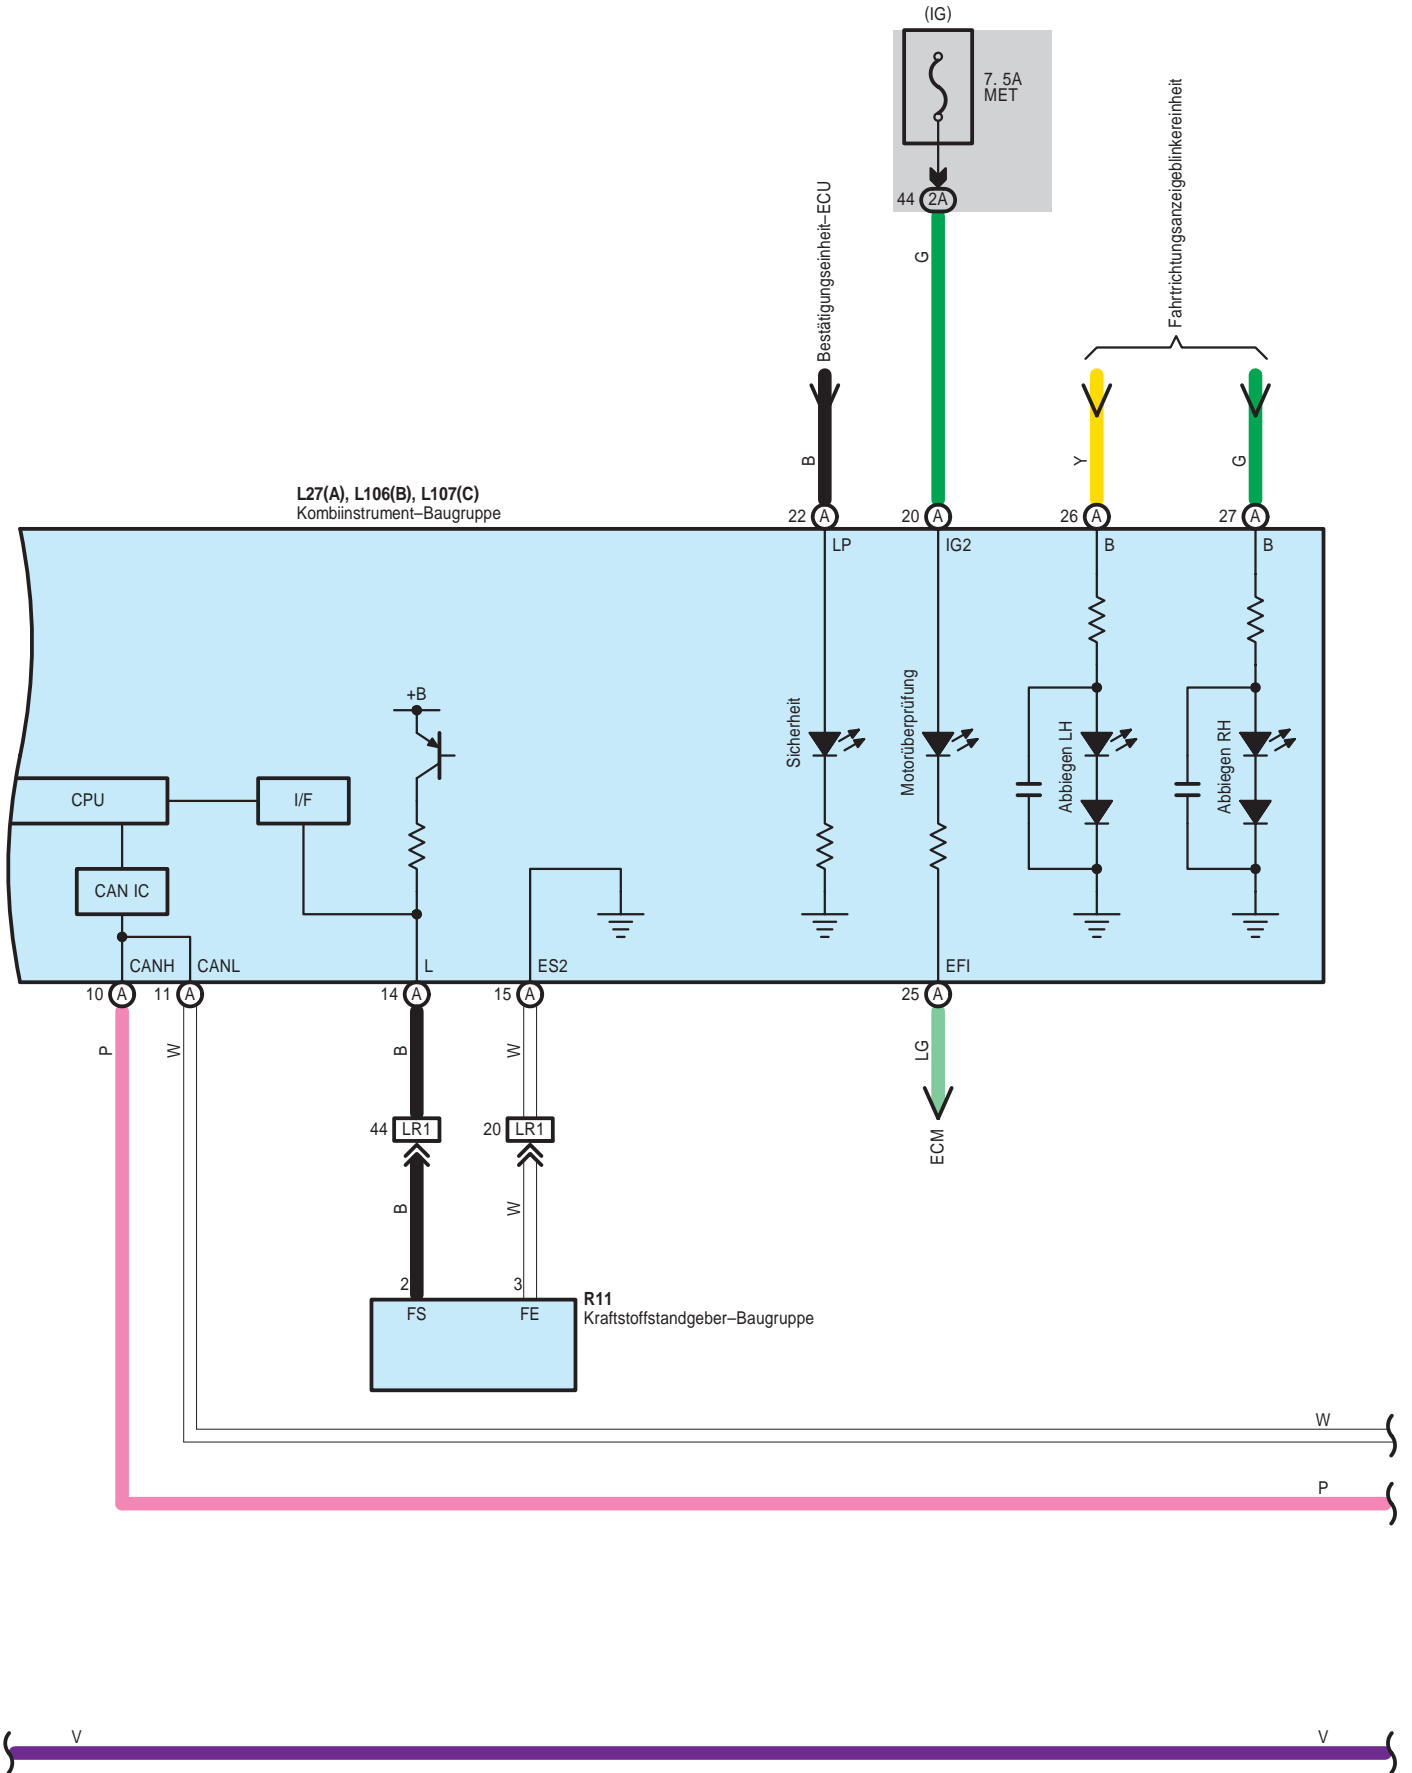 (IG)
7. 5A
MET
44 2A
G
Bestätigungseinheit–ECU
B
Fahrtrichtungsanzeigeblinkereinheit
Y
G
L27(A), L106(B), L107(C)
Kombiinstrument–Baugruppe
22 A
20 A
26 A
27 A
LP
IG2
B
B
+B
Sicherheit
Motorüberprüfung
Abbiegen LH
Abbiegen RH
CPU
I/F
CAN IC
CANH
CANL
L
ES2
EFI
10 A
11 A
14 A
15 A
25 A
P
W
B
W
LG
44 LR1
20 LR1
ECM
B
W
2
3
R11
Kraftstoffstandgeber–Baugruppe
FS
FE
W
P
V
V